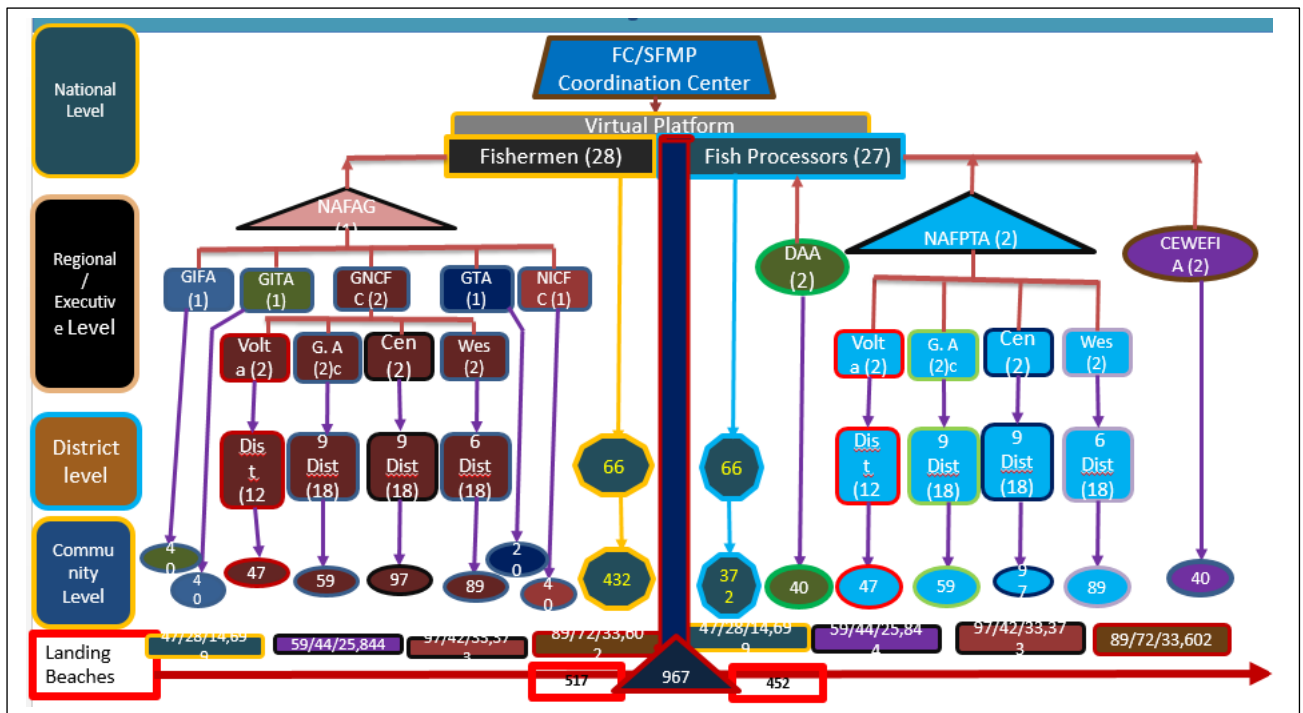 National
Level
FC/SFMP
Coordination Center
Virtual Platform
Fishermen (28)
Fish Processors (27)
Regional
/
Executiv
e Level
NAFAG
(1)
NAFPTA (2)
DAA
(2)
CEWEFI
A (2)
GIFA
(1)
GITA
(1)
GNCF
C (2)
GTA
(1)
NICF
C (1)
Volt
a (2)
G. A
(2)c
Cen
(2)
Wes
(2)
Volt
a (2)
G. A
(2)c
Cen
(2)
Wes
(2)
District
level
Dis
t
(12
9
Dist
(18)
9
Dist
(18)
6
Dist
(18)
66
66
Dis
t
(12
9
Dist
(18)
9
Dist
(18)
6
Dist
(18)
Commu
nity
Level
4
0
4
0
47
59
97
89
2
0
4
0
432
37
2
40
47
59
9
7
89
40
Landing
Beaches
47/28/14,69
9
59/44/25,844
97/42/33,37
3
89/72/33,60
2
47/28/14,69
9
59/44/25,84
4
97/42/33,37
3
89/72/33,602
517
967
452